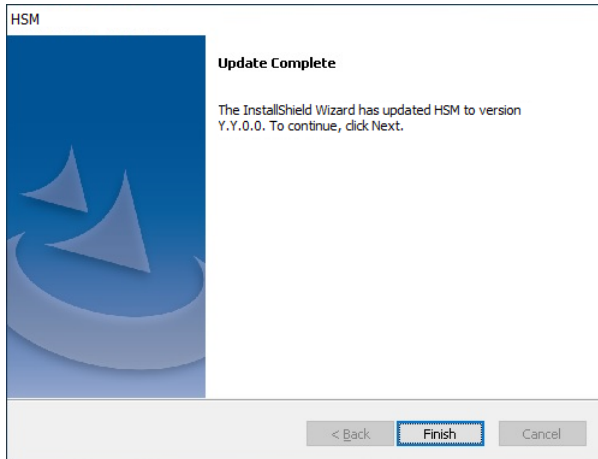 HSM
Update Complete
The InstallShield Wizard has updated HSM to version
Y.Y.0.0. To continue, click Next.
< Back
Finish
Cancel